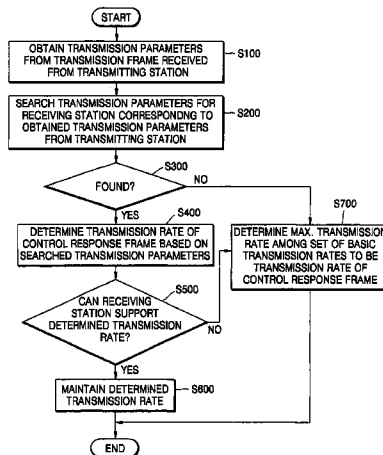 START
OBTAIN TRANSMISSION PARAMETERS
FROM TRANSMISSION FRAME RECEIVED
FROM TRANSMITTING STATION
S100
SEARCH TRANSMISSION PARAMETERS FOR
RECEIVING STATION CORRESPONDNG TO
OBTAINED TRANSMISSION PARAMETERS
FROM TRANSMITTING STATION
S200
S300
FOUND?
NO
YES
S400
DETERMINE TRANSMISSION RATE OF
CONTROL RESPONSE FRAME BASED ON
SEARCHED TRANSMISSION PARAMETERS
S700
DETERMINE MAX. TRANSMISSION
RATE AMONG SET OF BASIC
TRANSMISSION RATES TO BE
TRANSMISSION RATE OF
CONTROL RESPONSE FRAME
S500
CAN RECEIVING
STATION SUPPORT
DETERMINED TRANSMISSION
RATE?
NO
YES
S600
MAINTAIN DETERMINED
TRANSMISSION RATE
END